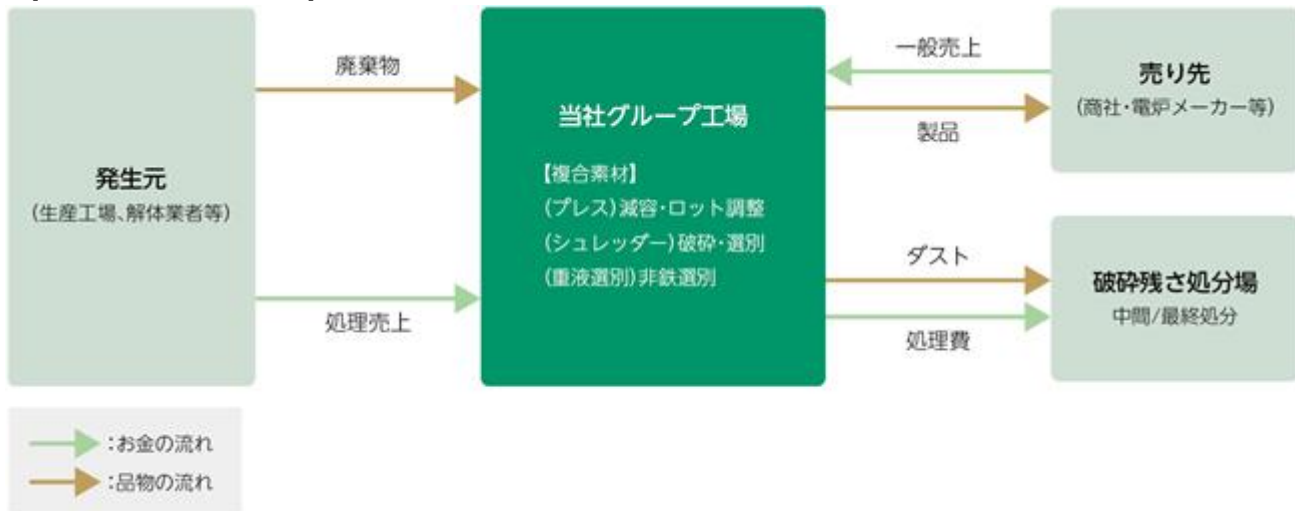 発生元
(生産工場、解体業者等)
廃棄物
処理売上
当社グループ工場
【複合素材】
(プレス)減容・ロット調整
(シュレッダー)破砕・選別
(重液選別)非鉄選別
一般売上
製品
売り先
(商社・電炉メーカー等)
ダスト
処理費
破砕残さ処分場
中間/最終処分
:お金の流れ
:品物の流れ